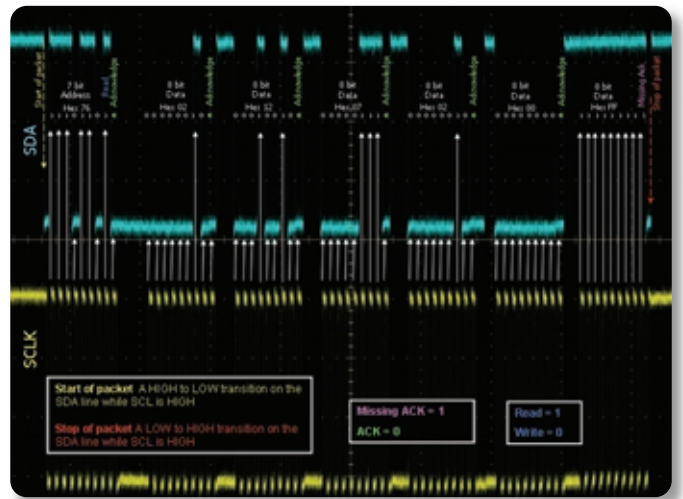 Start of packet
7 bit
Address
Hex 76
Read
Acknowledge
8 bit
Data
Hex 02
Acknowledge
8 bit
Data
Hex 12
Acknowledge
8 bit
Data
Hex 07
Acknowledge
8 bit
Data
Hex 02
Acknowledge
8 bit
Data
Hex 00
Acknowledge
8 bit
Data
Hex FF
Missing Ack
Stop of packet
SDA
SCLK
Start of packet A HIGH to LOW transition on the
SDA line while SCL is HIGH
Stop of packet A LOW to HIGH transition on the
SDA line while SCL is HIGH
Missing ACK = 1
ACK = 0
Read = 1
Write = 0